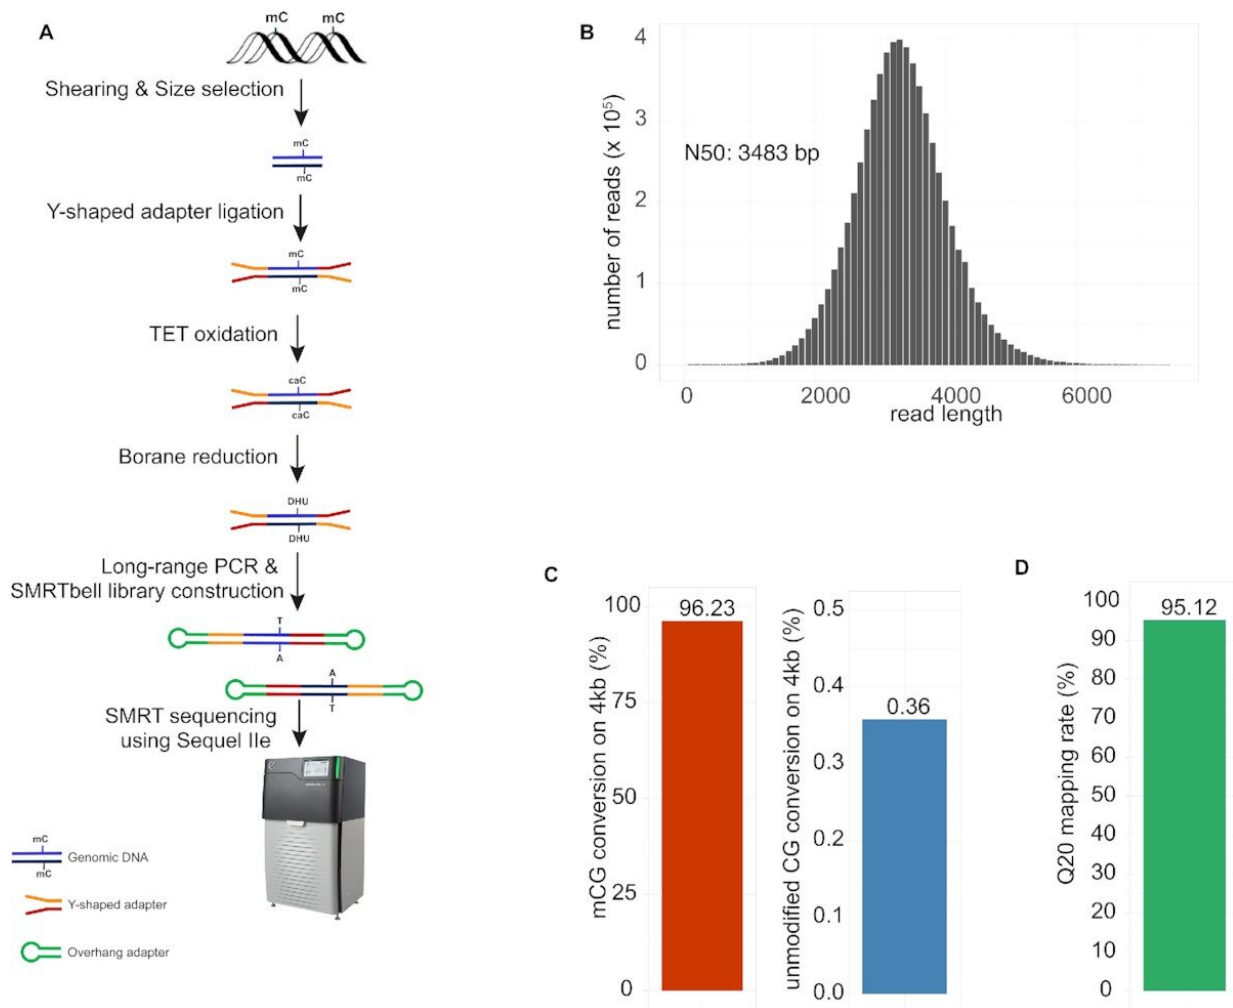 A
mC mC
Shearing & Size selection
mC
mC
Y-shaped adapter ligation
mC
mC
TET oxidation
caC
caC
Borane reduction
DHU
DHU
Long-range PCR &
SMRTbell library construction
T
A
A
T
SMRT sequencing
using Sequel IIe
mC
Genomic DNA
mC
Y-shaped adapter
Overhang adapter
B
number of reads (x 10⁵)
4
3
2
1
0
N50: 3483 bp
0 2000 4000 6000
read length
C
mCG conversion on 4kb (%)
100
75
50
25
0
96.23
unmodified CG conversion on 4kb (%)
0.5
0.4
0.3
0.2
0.1
0.0
0.36
D
Q20 mapping rate (%)
100
90
80
70
60
50
40
30
20
10
0
95.12